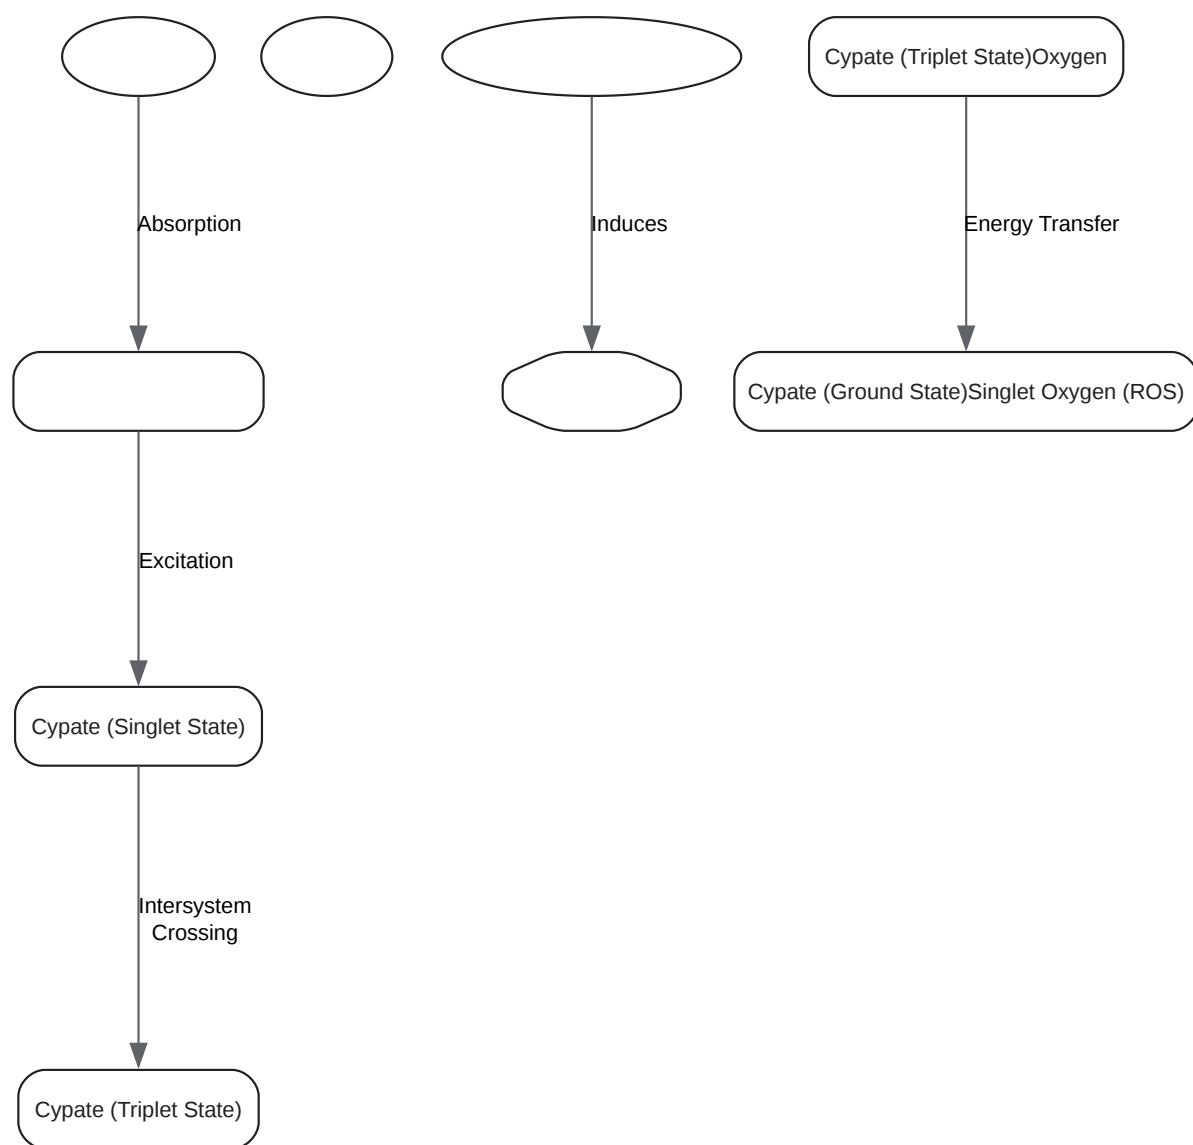 Cypate (Triplet State)Oxygen
Absorption
Induces
Energy Transfer
Cypate (Ground State)Singlet Oxygen (ROS)
Excitation
Cypate (Singlet State)
Intersystem
Crossing
Cypate (Triplet State)